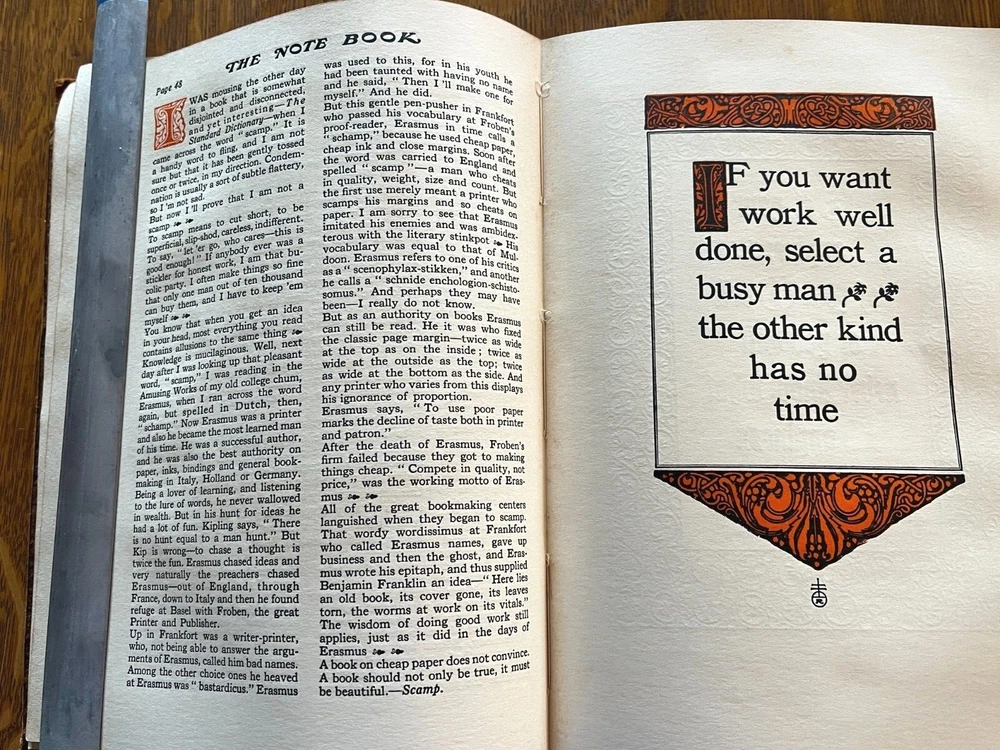 THE NOTE BOOK
Page 48
I WAS mousing the other day
in a book that is somewhat
disjointed and disconnected,
and yet interesting—The
Standard Dictionary—when I
came across the word “scamp.” It is
a handy word to fling, and I am not
sure but that it has been gently tossed
once or twice, in my direction. Condem-
nation is usually a sort of subtle flattery,
so I'm not sad.
But now I'll prove that I am not a
scamp
To scamp means to cut short, to be
superficial, slip-shod, careless, indifferent.
To say, “let 'er go, who cares—this is
good enough!” If anybody ever was a
stickler for honest work, I am that bu-
colic party. I often make things so fine
that only one man out of ten thousand
can buy them, and I have to keep 'em
myself
You know that when you get an idea
in your head, most everything you read
contains allusions to the same thing
Knowledge is mucilaginous. Well, next
day after I was looking up that pleasant
word, “scamp,” I was reading in the
Amusing Works of my old college chum,
Erasmus, when I ran across the word
again, but spelled in Dutch, then,
“schamp.” Now Erasmus was a printer
and also he became the most learned man
of his time. He was a successful author,
and he was also the best authority on
paper, inks, bindings and general book-
making in Italy, Holland or Germany.
Being a lover of learning, and listening
to the lure of words, he never wallowed
in wealth. But in his hunt for ideas he
had a lot of fun. Kipling says, “There
is no hunt equal to a man hunt.” But
Kip is wrong—to chase a thought is
twice the fun. Erasmus chased ideas and
very naturally the preachers chased
Erasmus—out of England, through
France, down to Italy and then he found
refuge at Basel with Froben, the great
Printer and Publisher.
Up in Frankfort was a writer-printer,
who, not being able to answer the argu-
ments of Erasmus, called him bad names.
Among the other choice ones he heaved
at Erasmus was “bastardicus.” Erasmus
was used to this, for in his youth he
had been taunted with having no name
and he said, “Then I'll make one for
myself.” And he did.
But this gentle pen-pusher in Frankfort
who passed his vocabulary at Froben's
proof-reader, Erasmus in time calls a
“schamp,” because he used cheap paper,
cheap ink and close margins. Soon after
the word was carried to England and
spelled “scamp”—a man who cheats
in quality, weight, size and count. But
the first use merely meant a printer who
scamps his margins and so cheats on
paper. I am sorry to see that Erasmus
imitated his enemies and was ambidex-
terous with the literary stinkpot His
vocabulary was equal to that of Mul-
doon. Erasmus refers to one of his critics
as a “scenophylax-stikken,” and another
he calls a “schnide enchologion-schisto-
somus.” And perhaps they may have
been—I really do not know.
But as an authority on books Erasmus
can still be read. He it was who fixed
the classic page margin—twice as wide
at the top as on the inside; twice as
wide at the outside as the top; twice
as wide at the bottom as the side. And
any printer who varies from this displays
his ignorance of proportion.
Erasmus says, “To use poor paper
marks the decline of taste both in printer
and patron.”
After the death of Erasmus, Froben's
firm failed because they got to making
things cheap. “Compete in quality, not
price,” was the working motto of Eras-
mus
All of the great bookmaking centers
languished when they began to scamp.
That wordy wordissimus at Frankfort
who called Erasmus names, gave up
business and then the ghost, and Eras-
mus wrote his epitaph, and thus supplied
Benjamin Franklin an idea—“Here lies
an old book, its cover gone, its leaves
torn, the worms at work on its vitals.”
The wisdom of doing good work still
applies, just as it did in the days of
Erasmus
A book on cheap paper does not convince.
A book should not only be true, it must
be beautiful.—Scamp.
IF you want
work well
done, select a
busy man
the other kind
has no
time